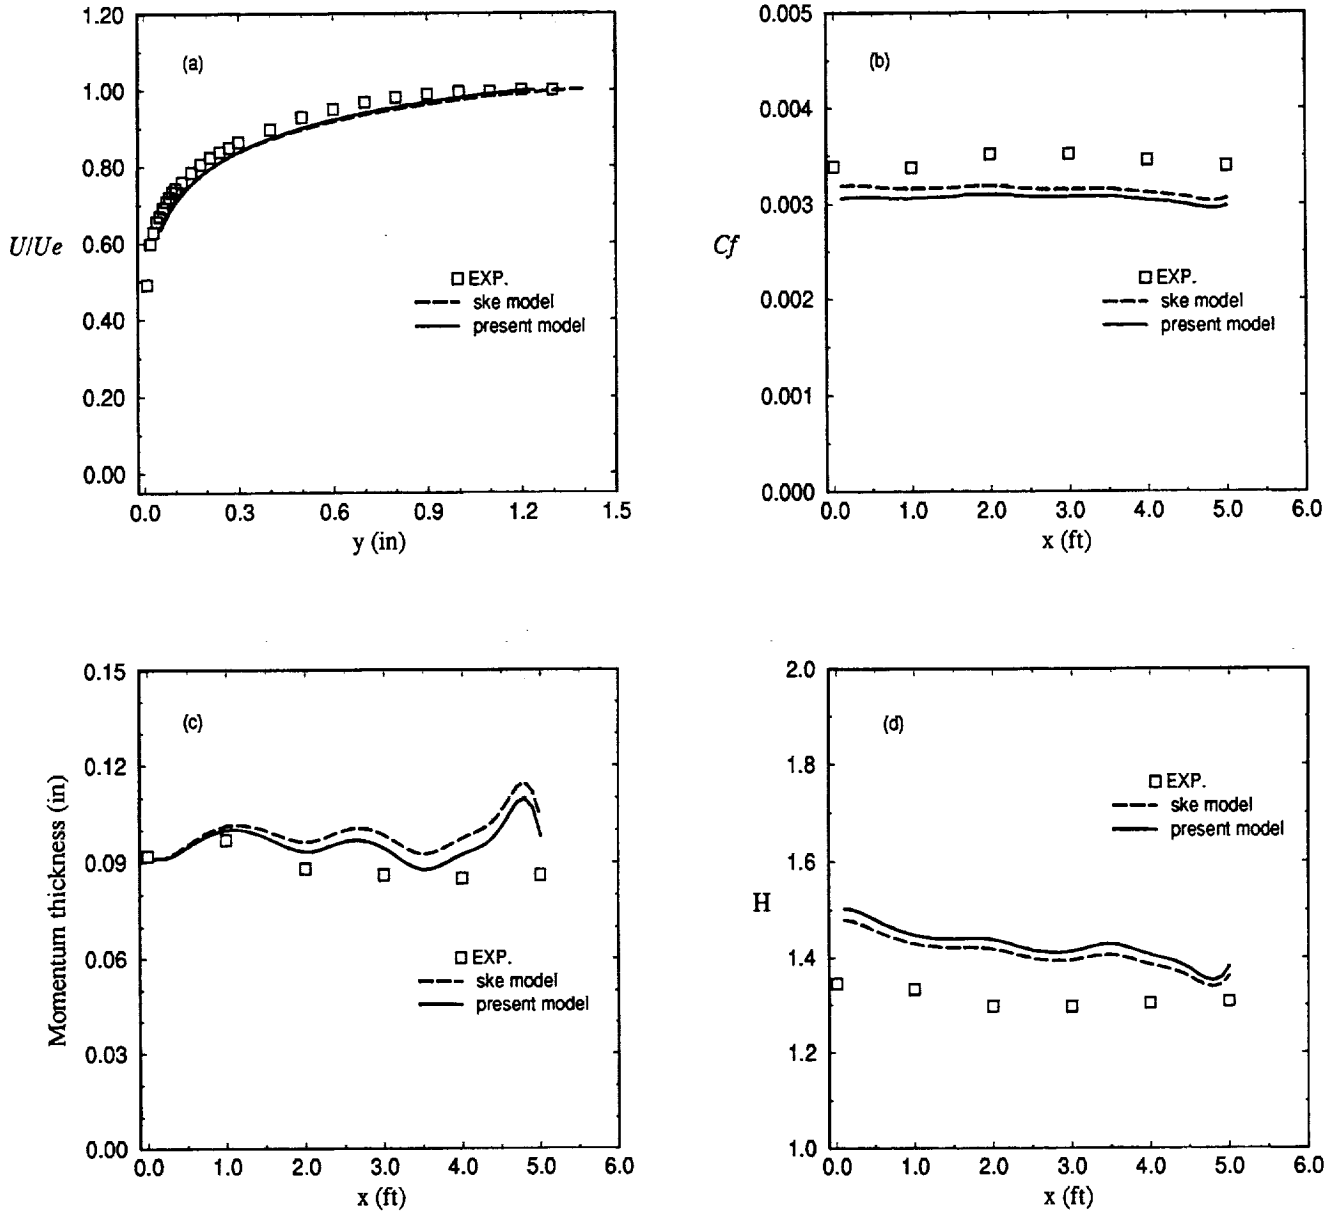 1.20
1.00
0.80
0.60
0.40
0.20
0.00
U/Ue
(a)
EXP.
ske model
present model
0.0 0.3 0.6 0.9 1.2 1.5
y (in)
0.005
0.004
0.003
0.002
0.001
0.000
Cf
(b)
EXP.
ske model
present model
0.0 1.0 2.0 3.0 4.0 5.0 6.0
x (ft)
0.15
0.12
0.09
0.06
0.03
0.00
Momentum thickness (in)
(c)
EXP.
ske model
present model
0.0 1.0 2.0 3.0 4.0 5.0 6.0
x (ft)
2.0
1.8
1.6
1.4
1.2
1.0
H
(d)
EXP.
ske model
present model
0.0 1.0 2.0 3.0 4.0 5.0 6.0
x (ft)